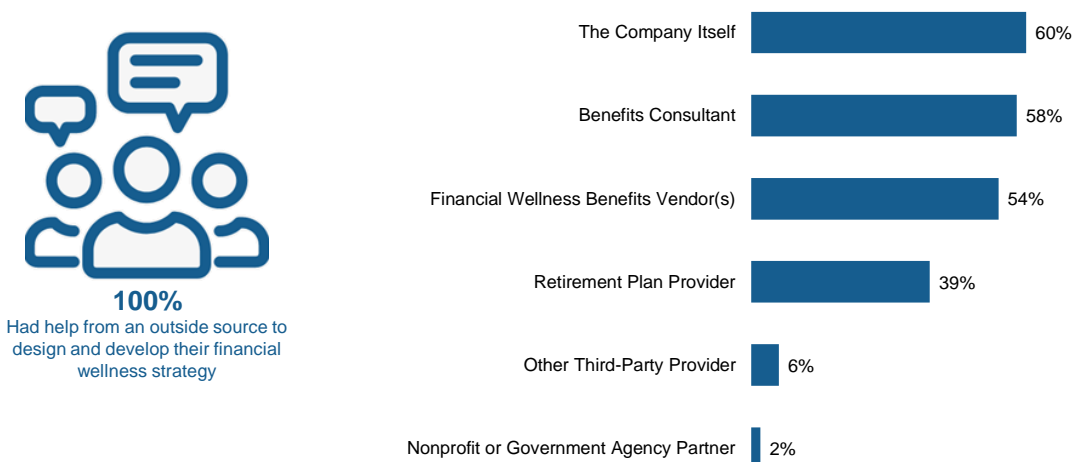 100%
Had help from an outside source to
design and develop their financial
wellness strategy
The Company Itself 60%
Benefits Consultant 58%
Financial Wellness Benefits Vendor(s) 54%
Retirement Plan Provider 39%
Other Third-Party Provider 6%
Nonprofit or Government Agency Partner 2%